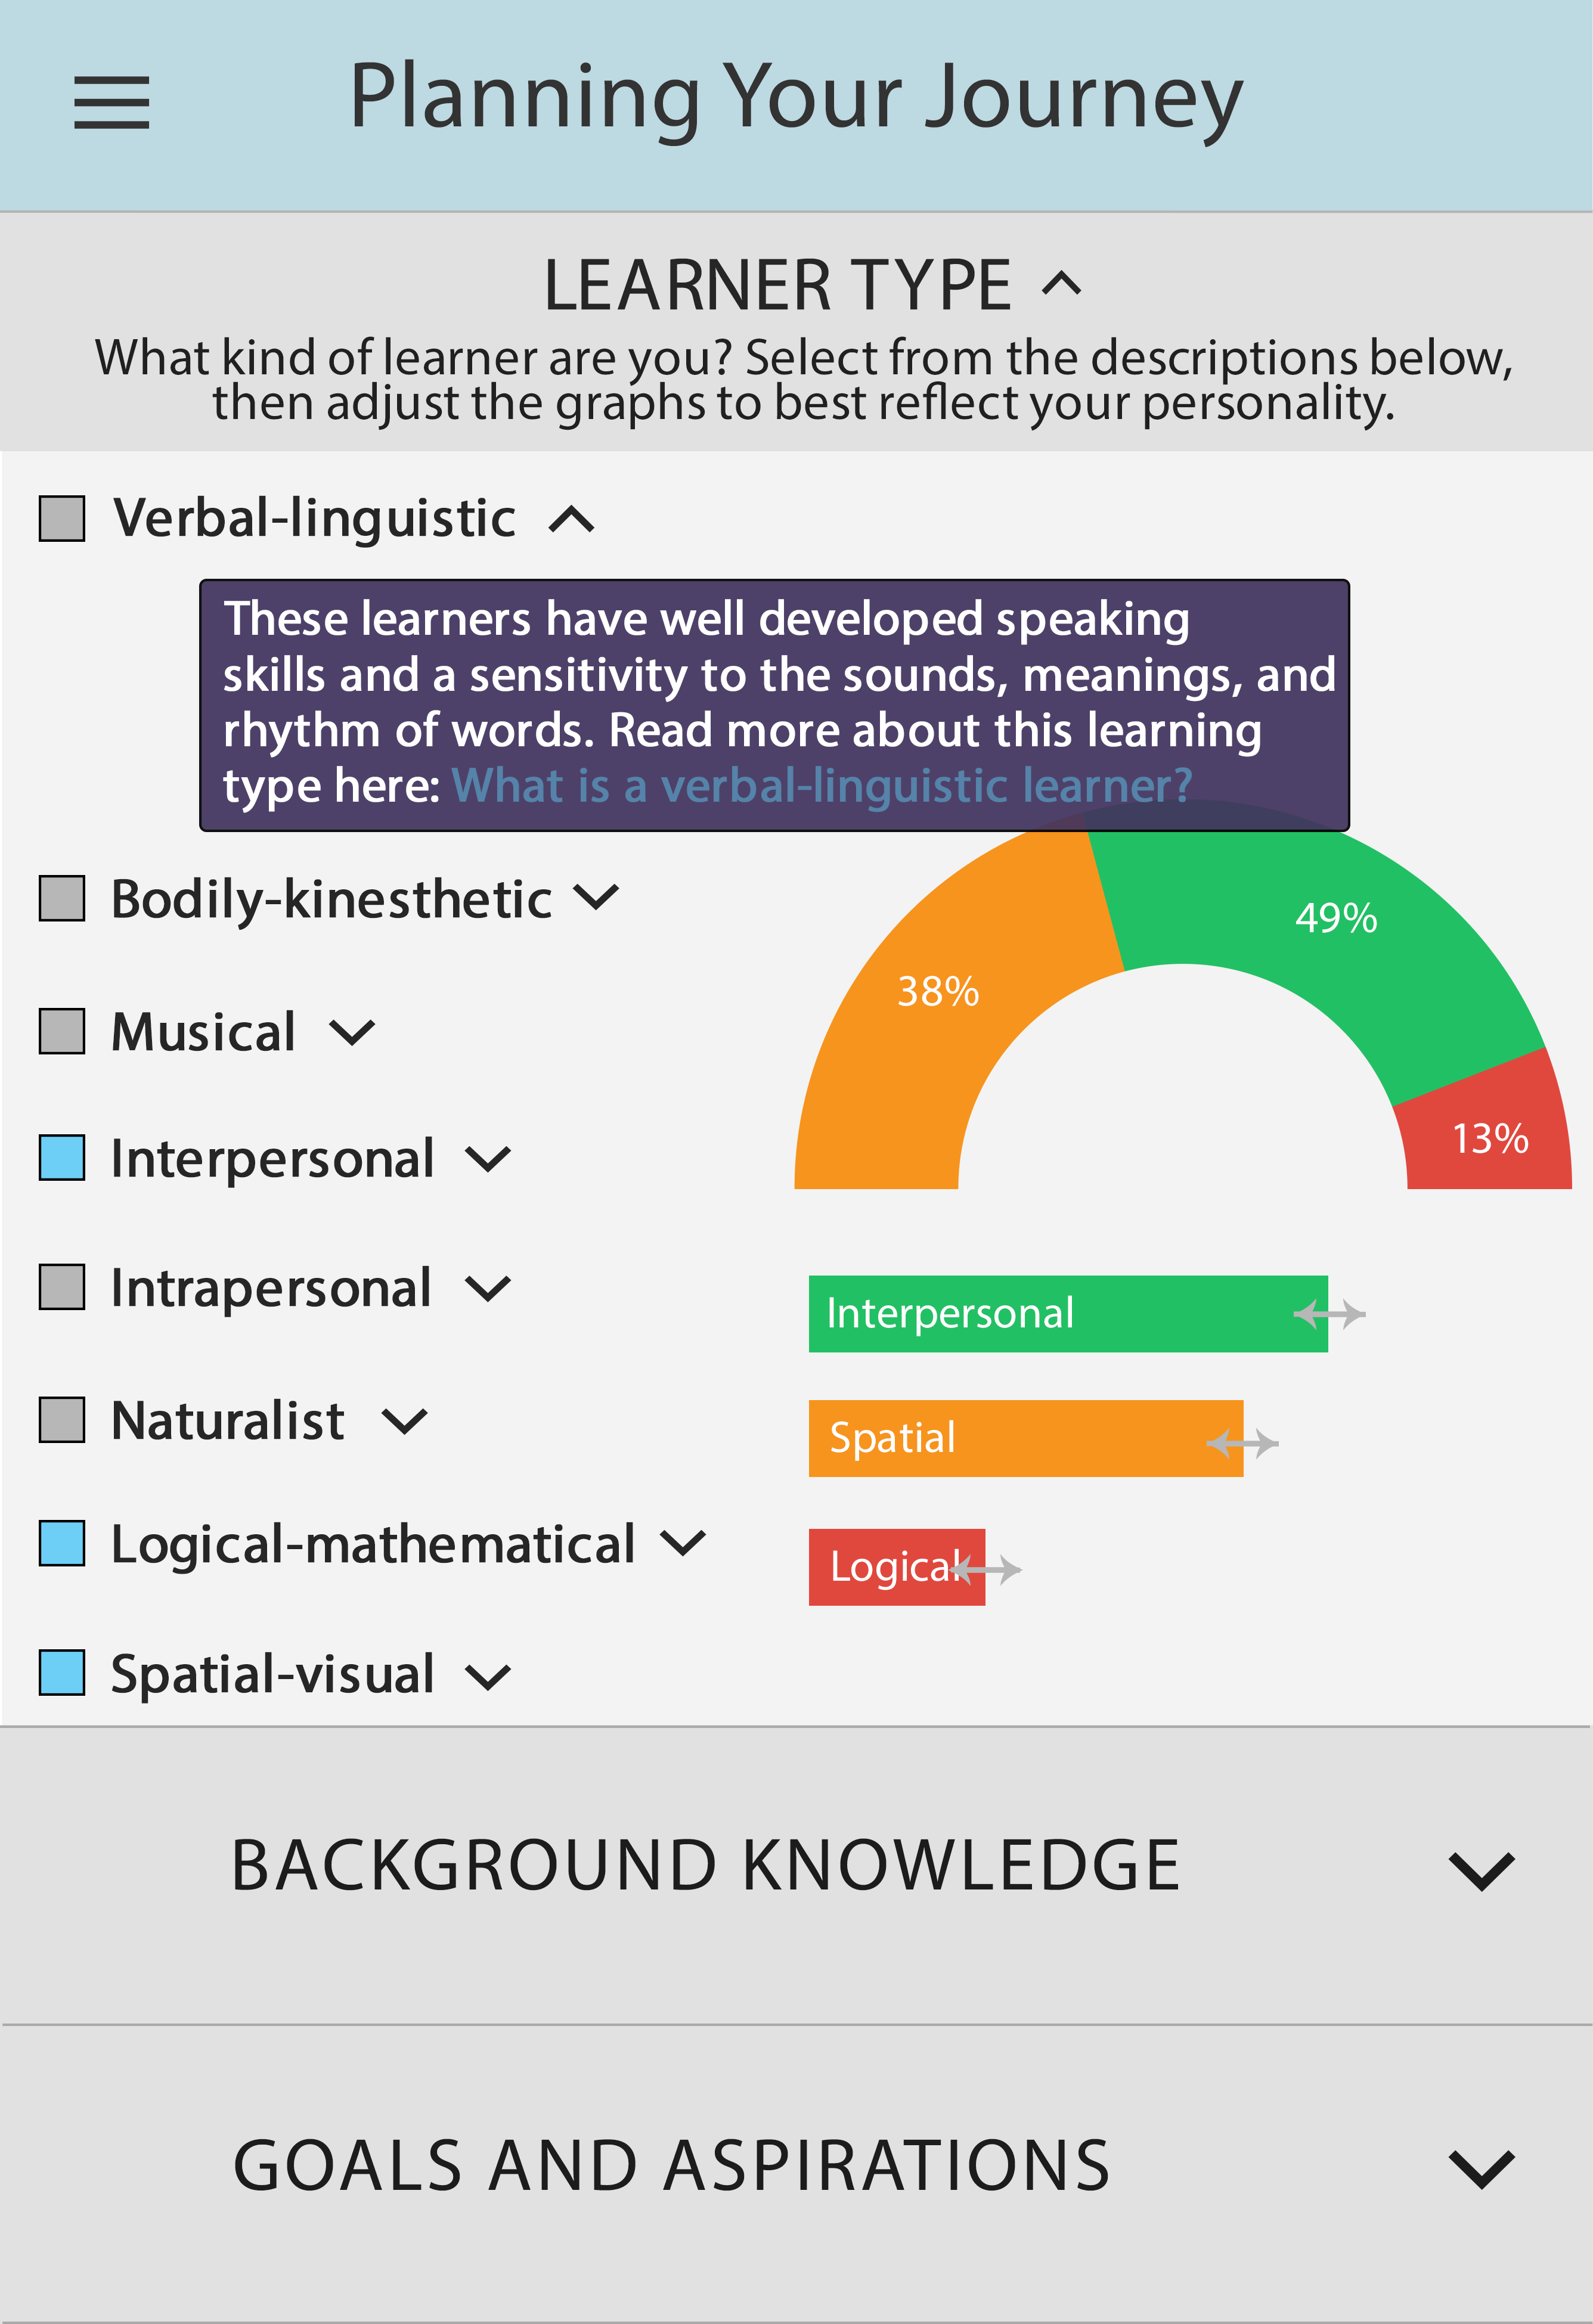 Planning Your Journey
LEARNER TYPE
What kind of learner are you? Select from the descriptions below,
then adjust the graphs to best reflect your personality.
Verbal-linguistic
These learners have well developed speaking
skills and a sensitivity to the sounds, meanings, and
rhythm of words. Read more about this learning
type here: What is a verbal-linguistic learner?
Bodily-kinesthetic
49%
38%
Musical
13%
Interpersonal
Intrapersonal
Interpersonal
Naturalist
Spatial
Logical-mathematical
Logical
Spatial-visual
BACKGROUND KNOWLEDGE
GOALS AND ASPIRATIONS